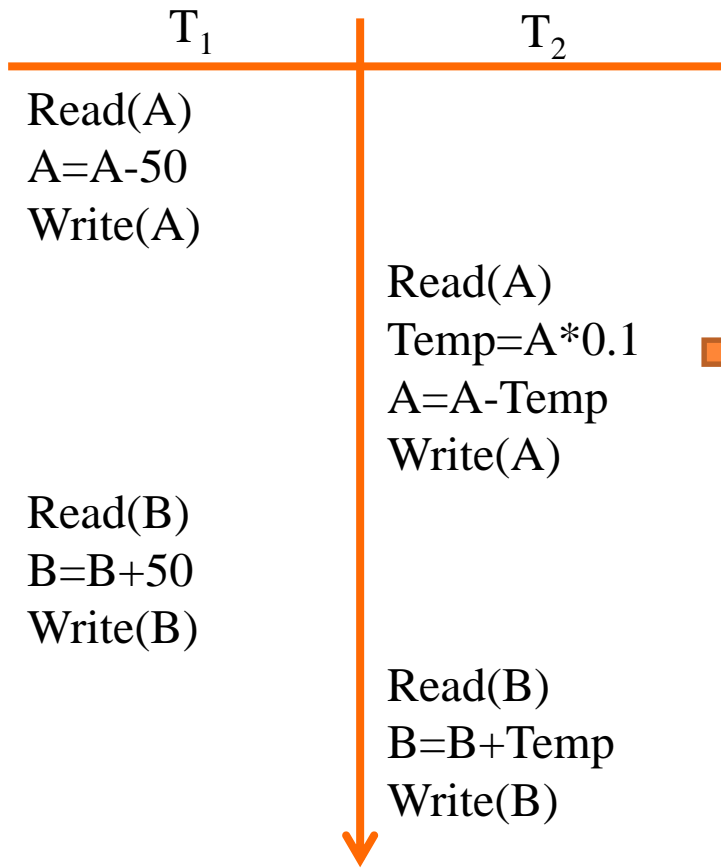 T₁
T₂
Read(A)
A=A-50
Write(A)
Read(A)
Temp=A*0.1
A=A-Temp
Write(A)
Read(B)
B=B+50
Write(B)
Read(B)
B=B+Temp
Write(B)